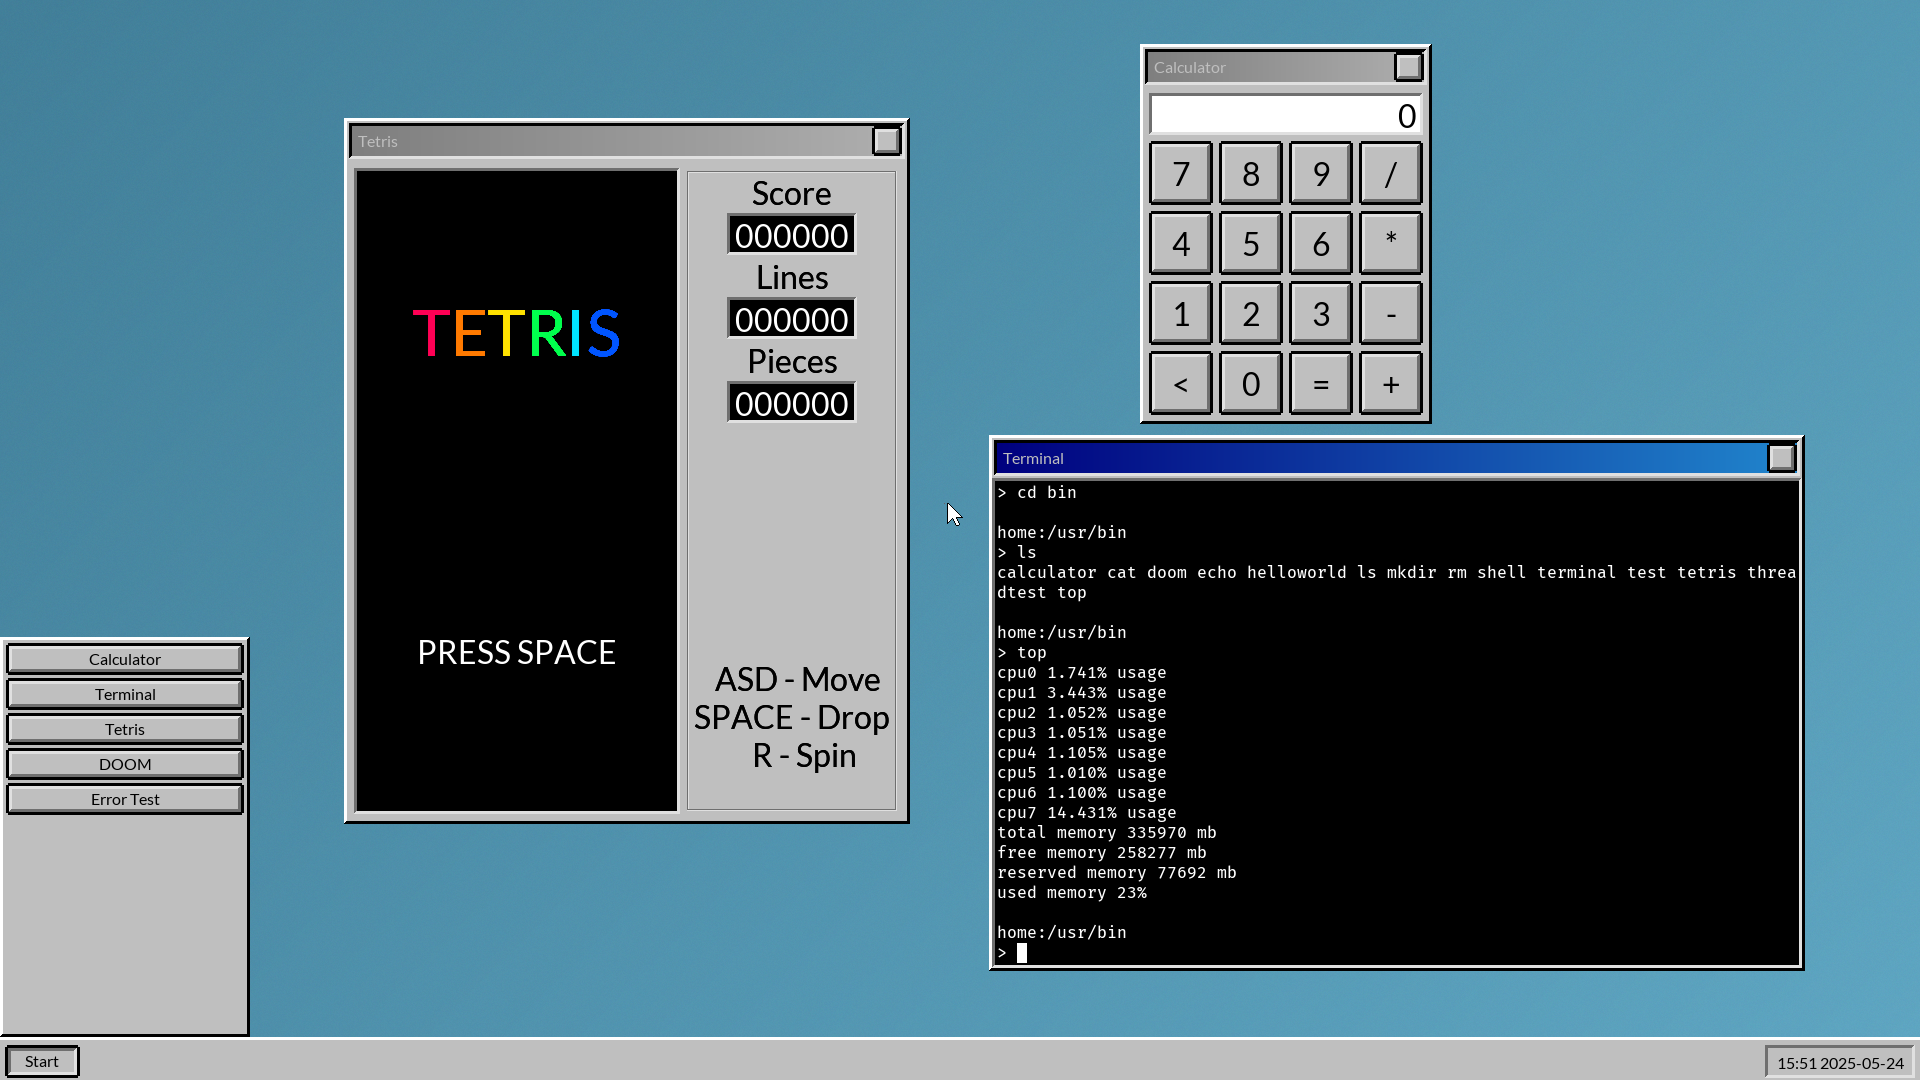 Tetris
TETRIS
PRESS SPACE
Score
000000
Lines
000000
Pieces
000000
ASD - Move
SPACE - Drop
R - Spin
Calculator
0
7 8 9 /
4 5 6 *
1 2 3 -
< 0 = +
Terminal
> cd bin
home:/usr/bin
> ls
calculator cat doom echo helloworld ls mkdir rm shell terminal test tetris threa
dtest top
home:/usr/bin
> top
cpu0 1.741% usage
cpu1 3.443% usage
cpu2 1.052% usage
cpu3 1.051% usage
cpu4 1.105% usage
cpu5 1.010% usage
cpu6 1.100% usage
cpu7 14.431% usage
total memory 335970 mb
free memory 258277 mb
reserved memory 77692 mb
used memory 23%
home:/usr/bin
>
Calculator
Terminal
Tetris
DOOM
Error Test
Start
15:51 2025-05-24